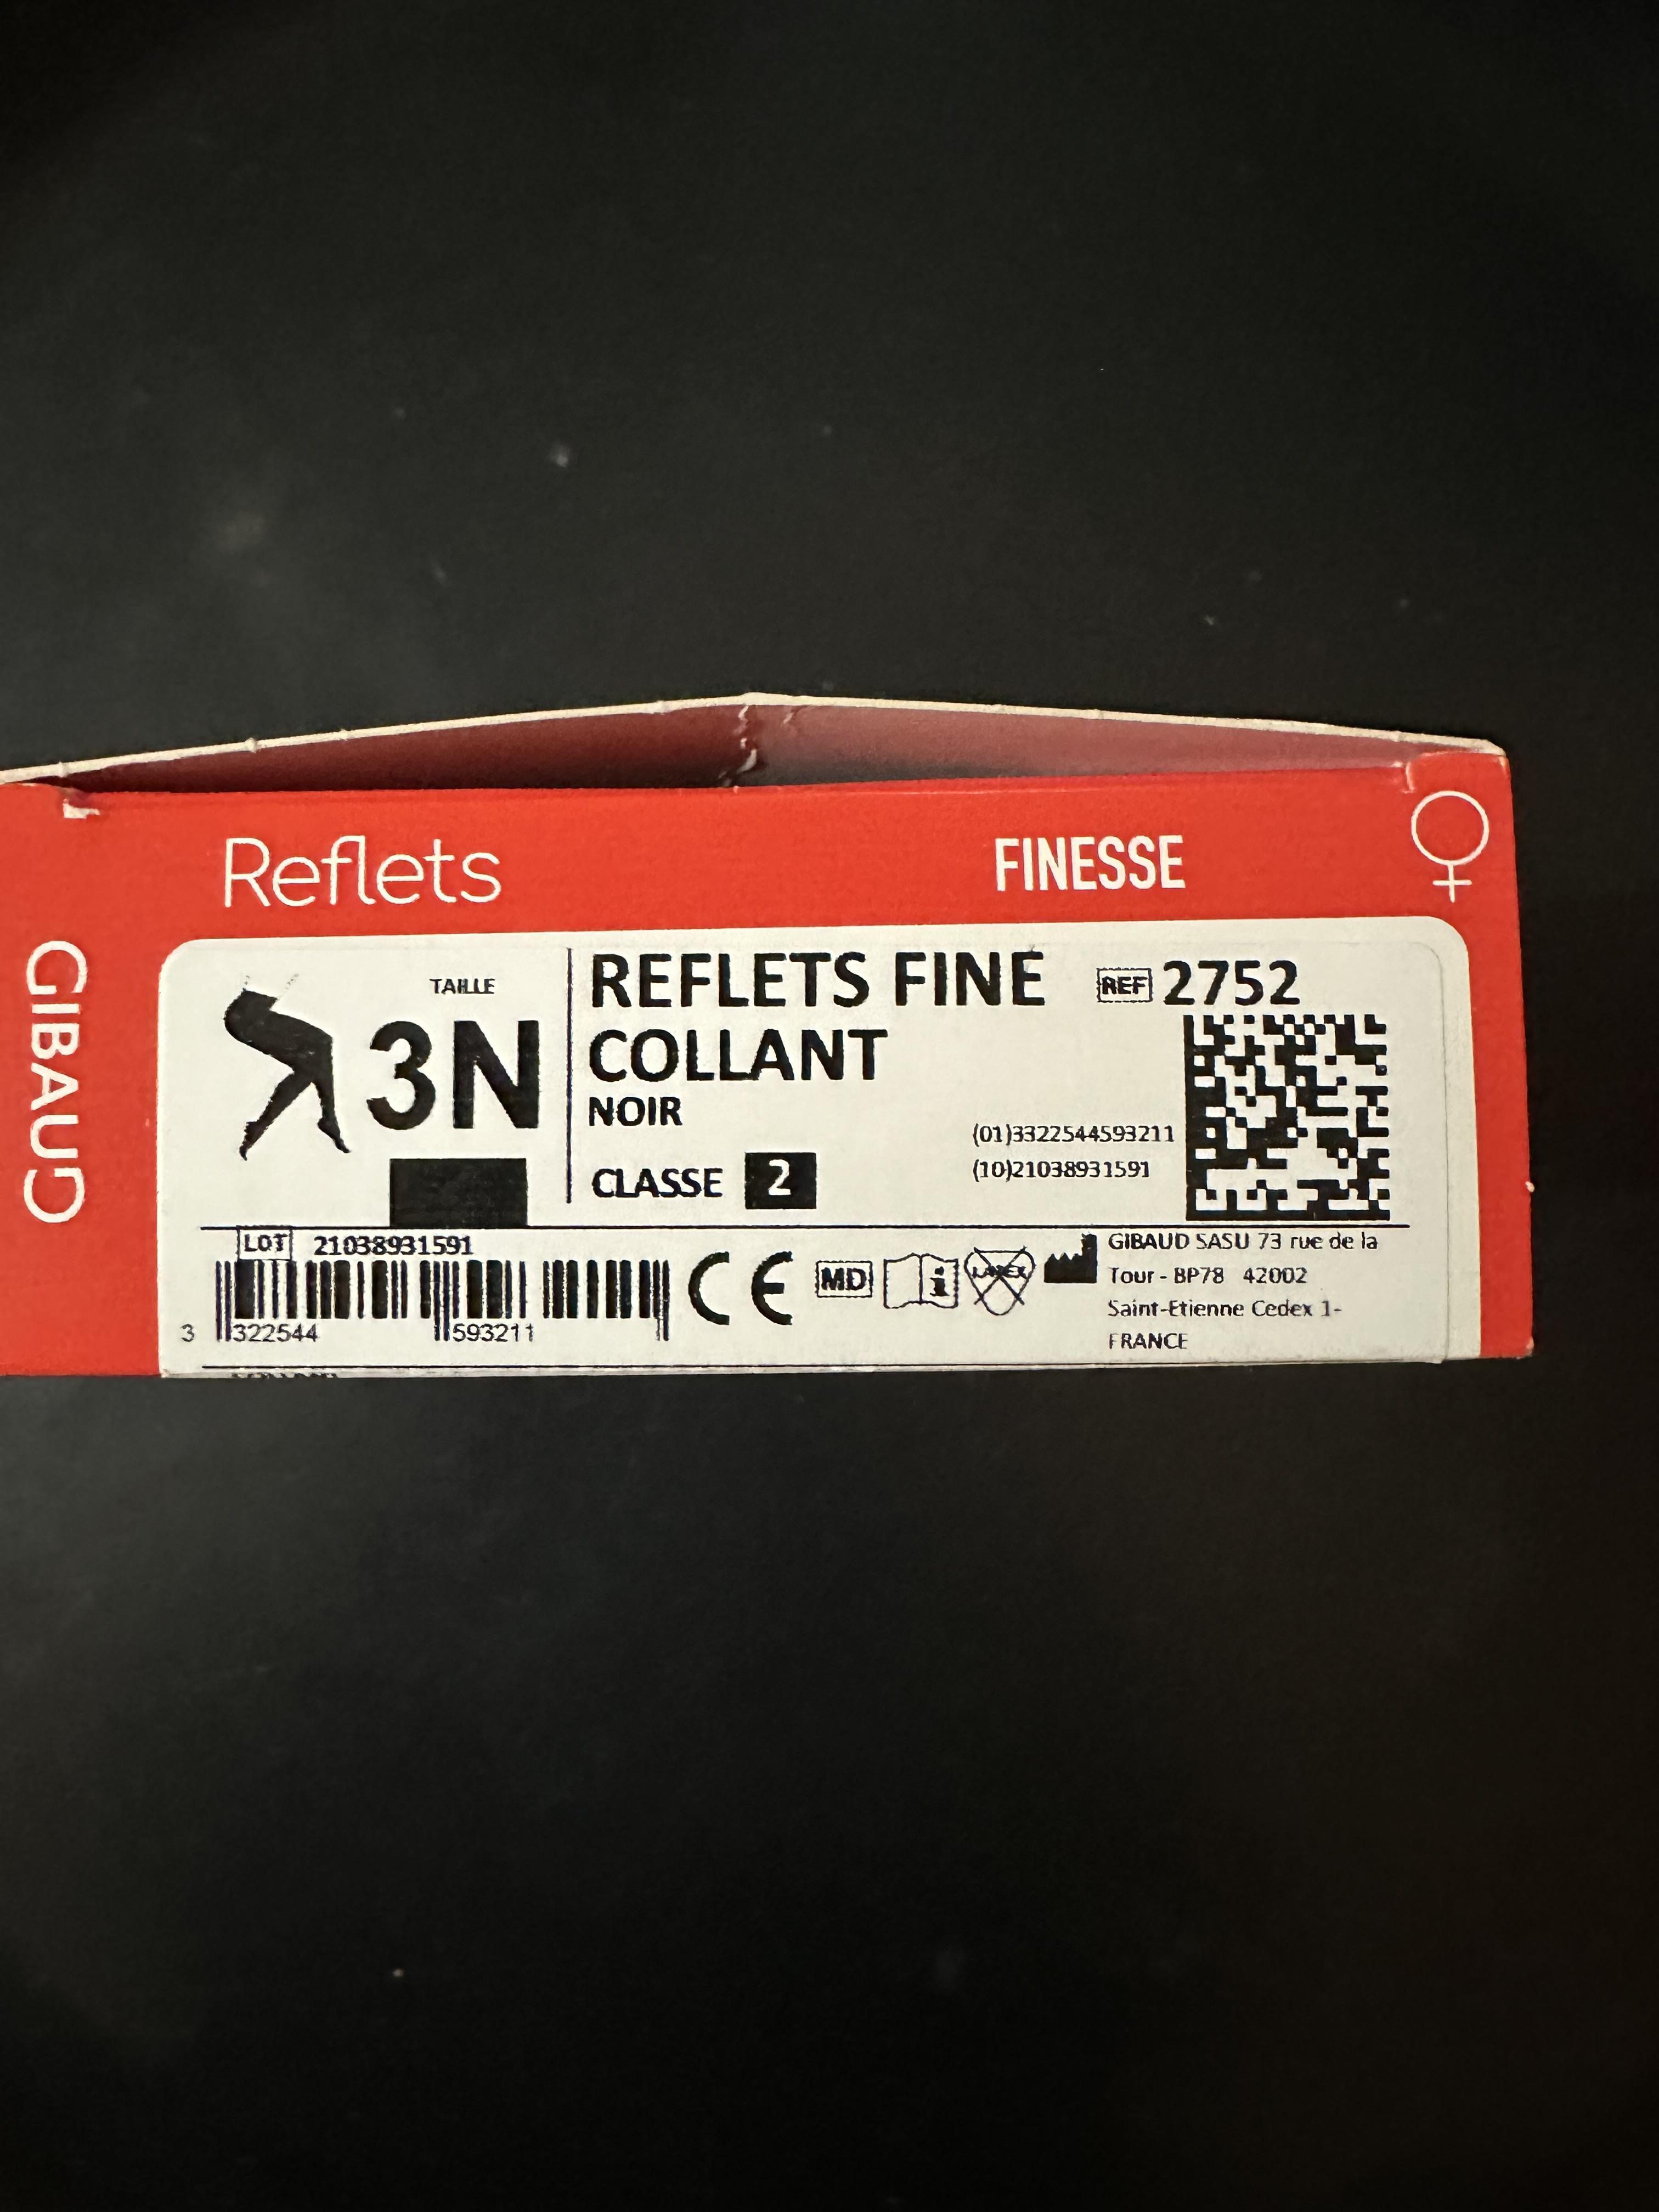 Reflets
FINESSE
GIBAUD
TAILLE
3N
REFLETS FINE
COLLANT
NOIR
CLASSE 2
REF 2752
(01)3322544593211
(10)21038931591
LOT 21038931591
3 322544 593211
CE
MD
i
LATEX
GIBAUD SASU 73 rue de la
Tour - BP78 42002
Saint-Etienne Cedex 1-
FRANCE